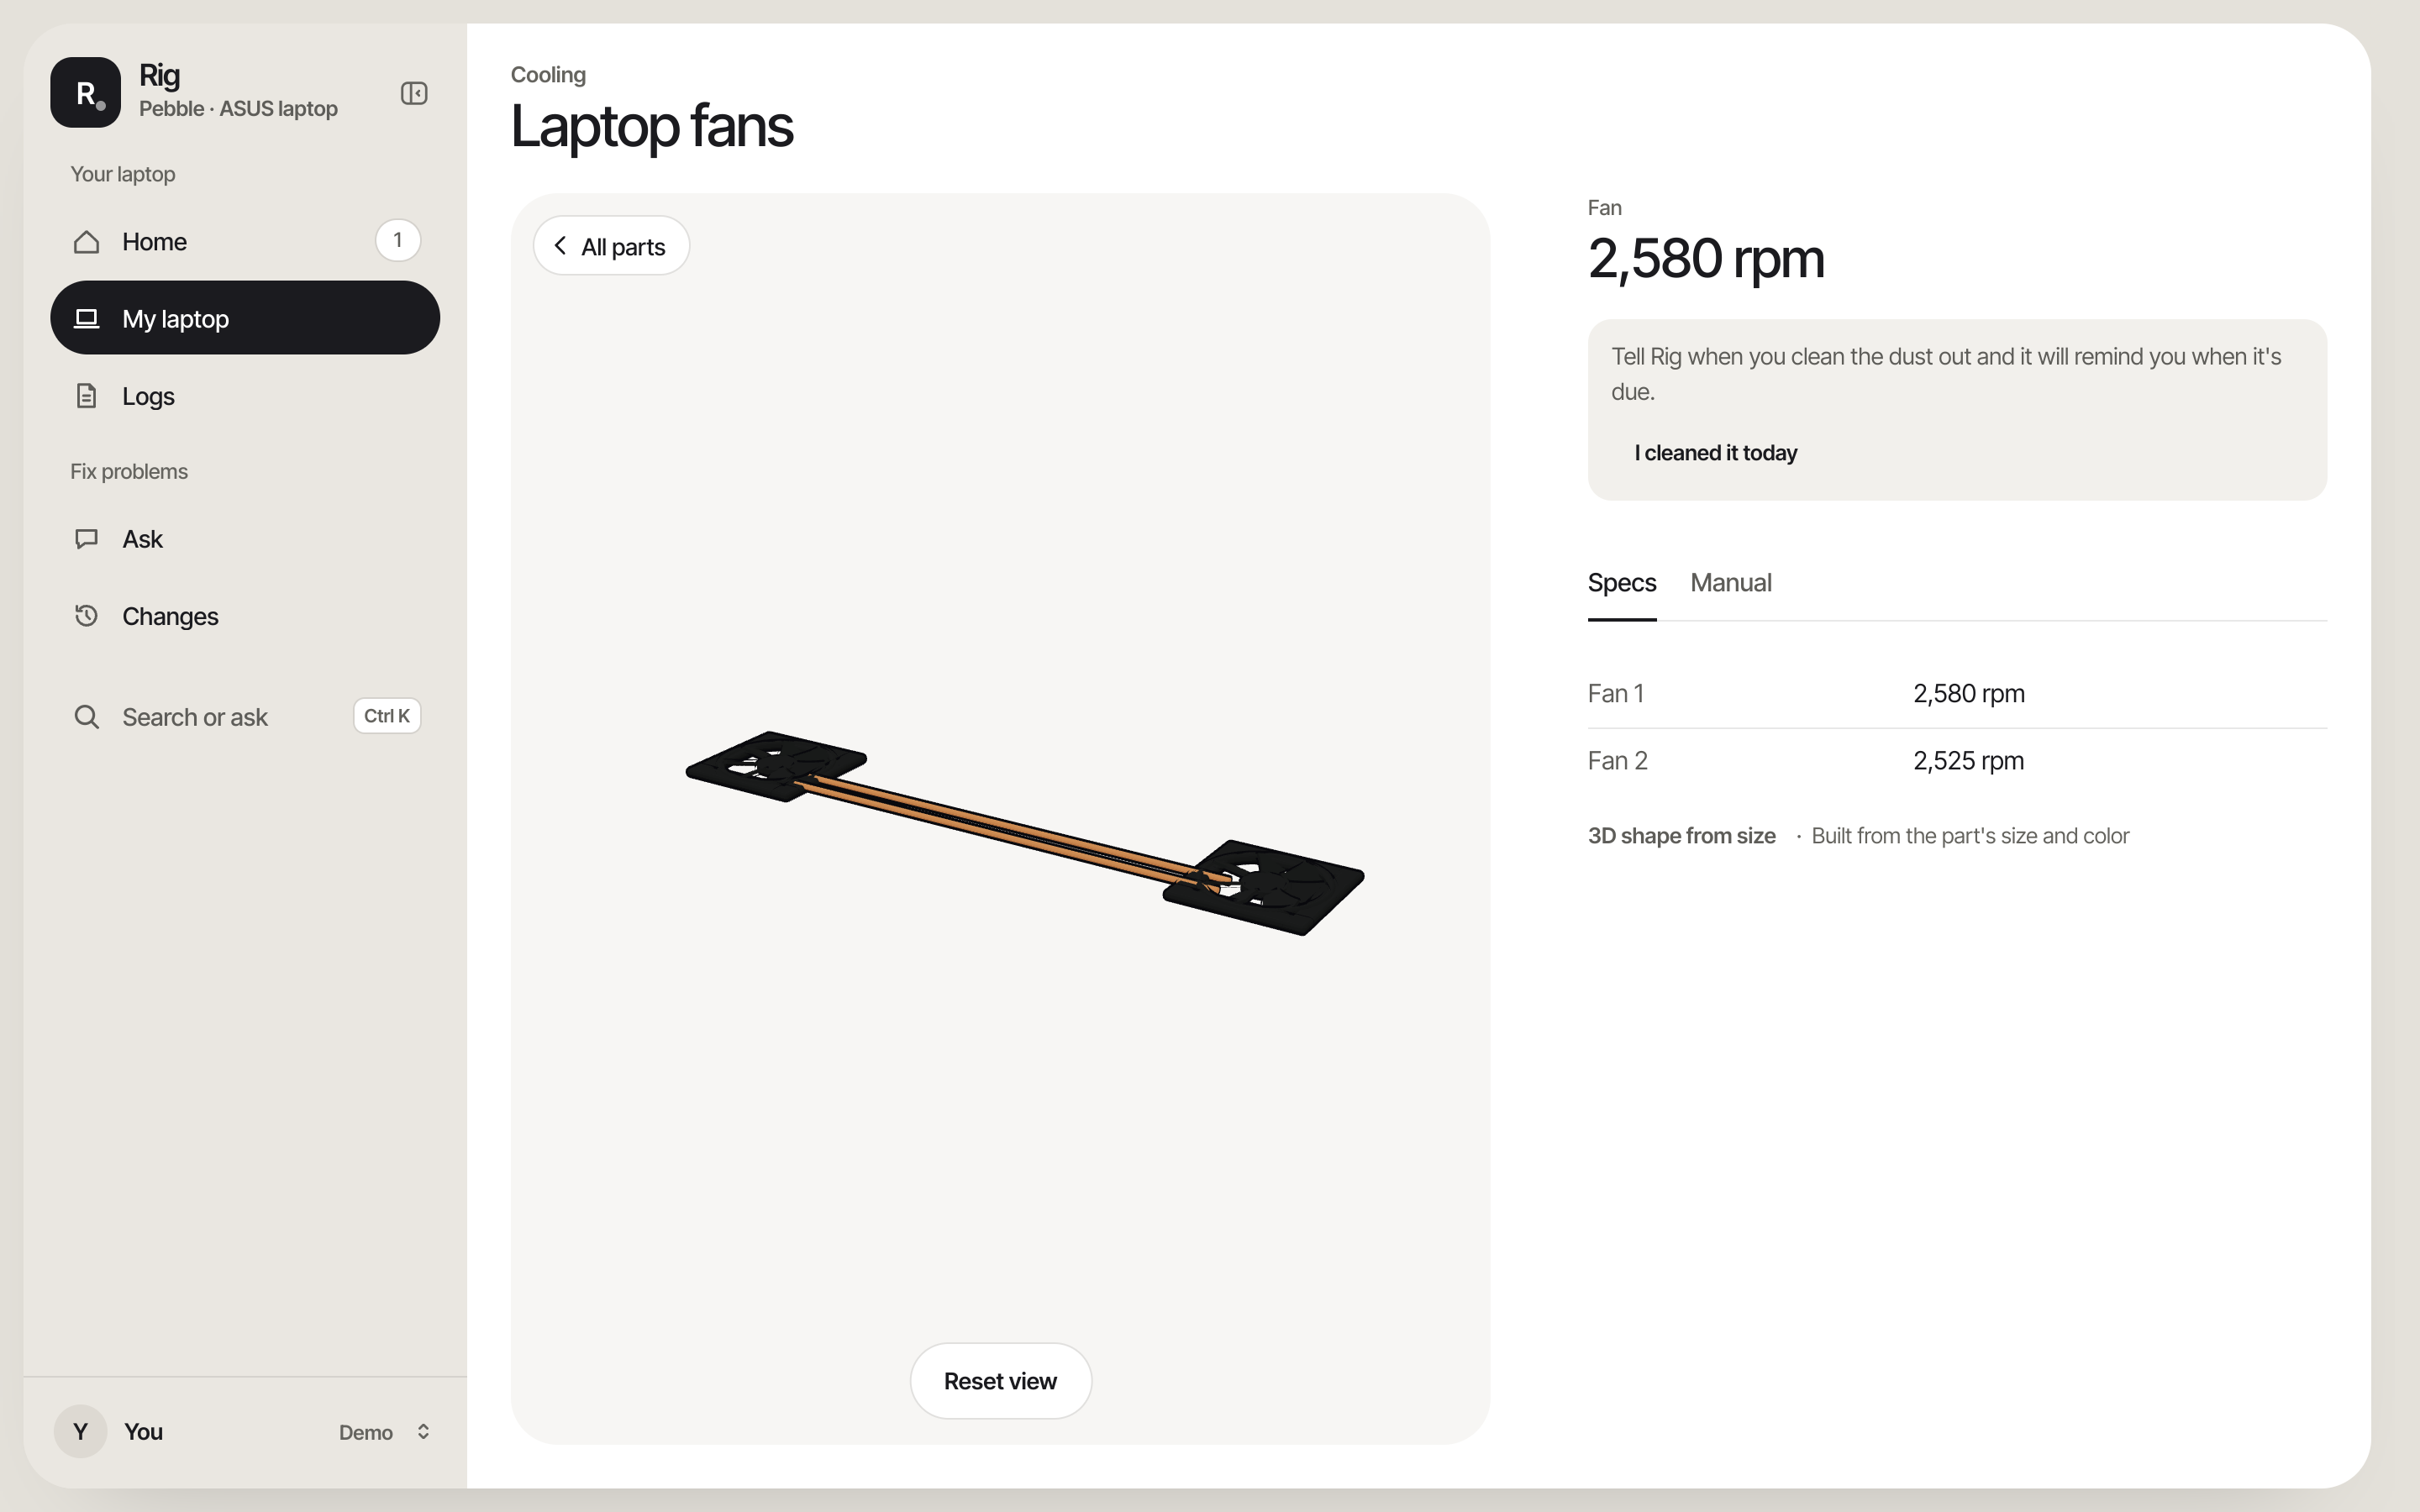 R.
Rig
Pebble · ASUS laptop
Your laptop
Home
1
My laptop
Logs
Fix problems
Ask
Changes
Search or ask
Ctrl K
Y
You
Demo
Cooling
Laptop fans
All parts
Reset view
Fan
2,580 rpm
Tell Rig when you clean the dust out and it will remind you when it's
due.
I cleaned it today
Specs
Manual
Fan 1
2,580 rpm
Fan 2
2,525 rpm
3D shape from size · Built from the part's size and color